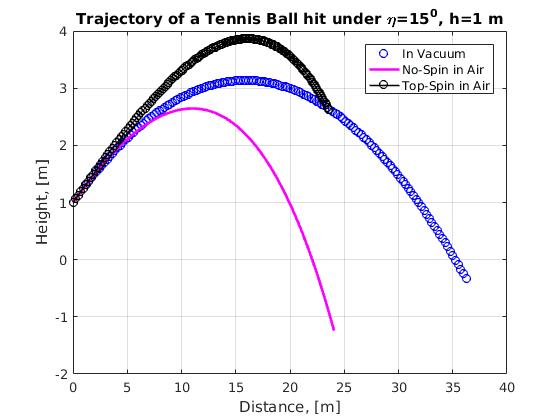 Trajectory of a Tennis Ball hit under η=15⁰, h=1 m
In Vacuum
No-Spin in Air
Top-Spin in Air
Height, [m]
4
3
2
1
0
-1
-2
0 5 10 15 20 25 30 35 40
Distance, [m]